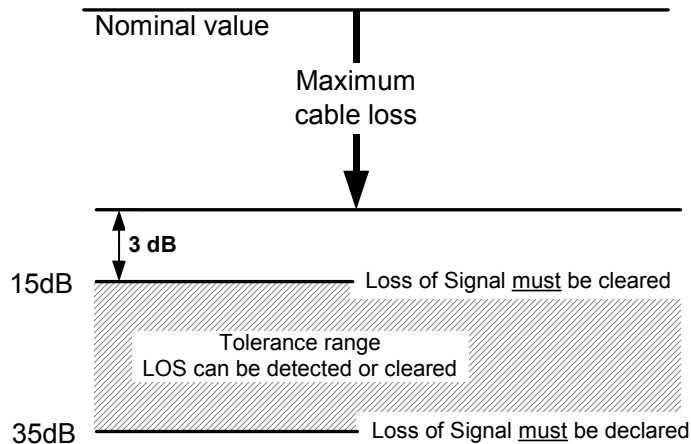 Nominal value
Maximum
cable loss
3 dB
15dB
Loss of Signal must be cleared
Tolerance range
LOS can be detected or cleared
35dB
Loss of Signal must be declared